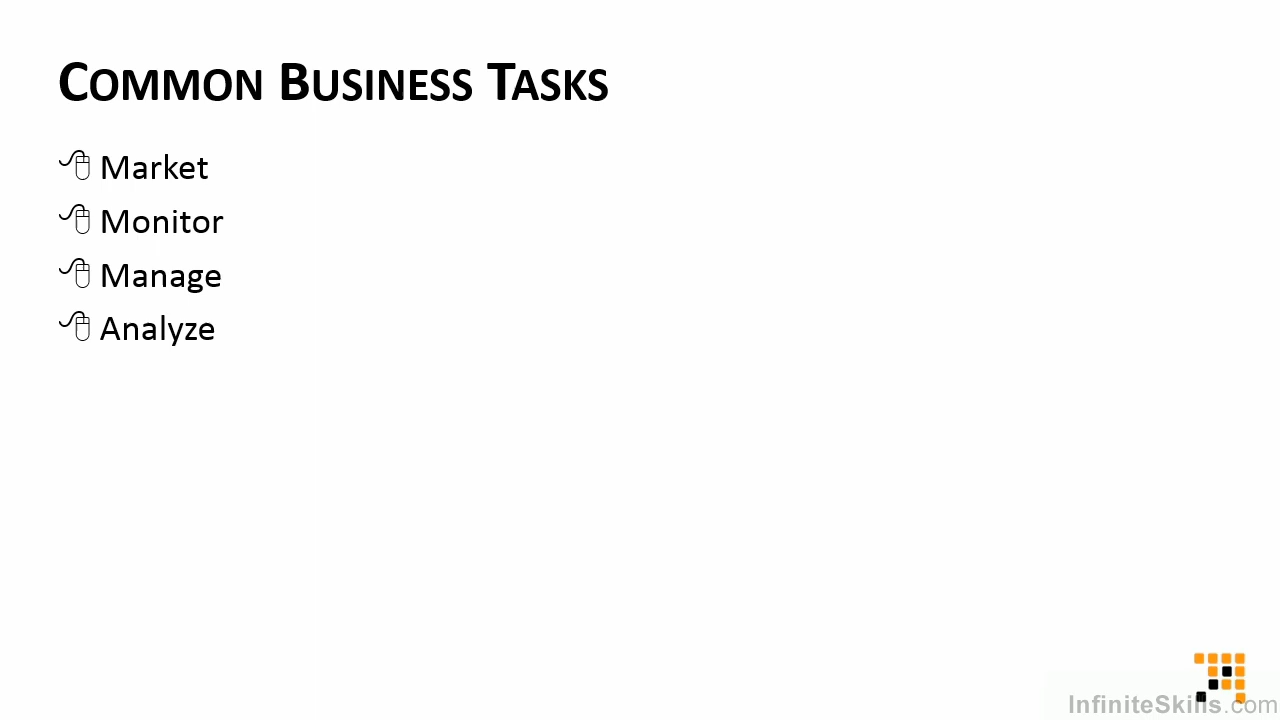 Common Business Tasks
Market
Monitor
Manage
Analyze
InfiniteSkills.com